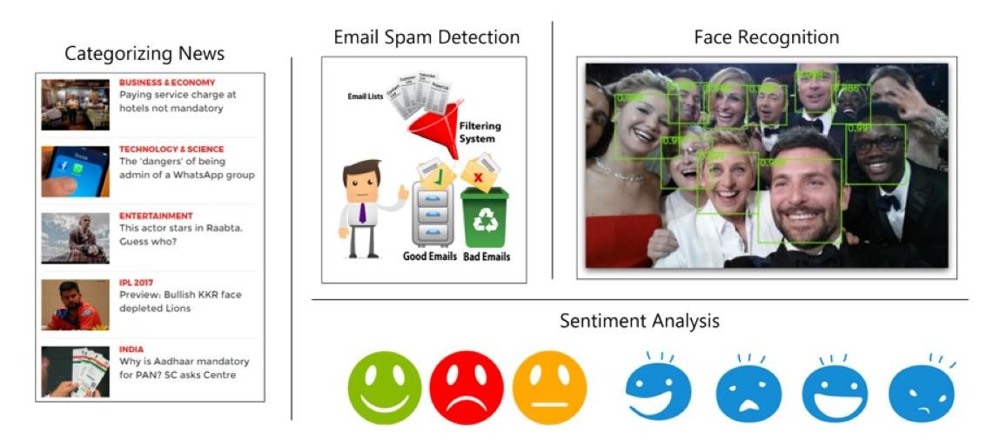 Categorizing News
BUSINESS & ECONOMY
Paying service charge at
hotels not mandatory
TECHNOLOGY & SCIENCE
The 'dangers' of being
admin of a WhatsApp group
ENTERTAINMENT
This actor stars in Raabta.
Guess who?
IPL 2017
Preview: Bullish KKR face
depleted Lions
INDIA
Why is Aadhaar mandatory
for PAN? SC asks Centre
Email Spam Detection
Email Lists
Filtering
System
Good Emails
Bad Emails
Face Recognition
0.991
Sentiment Analysis